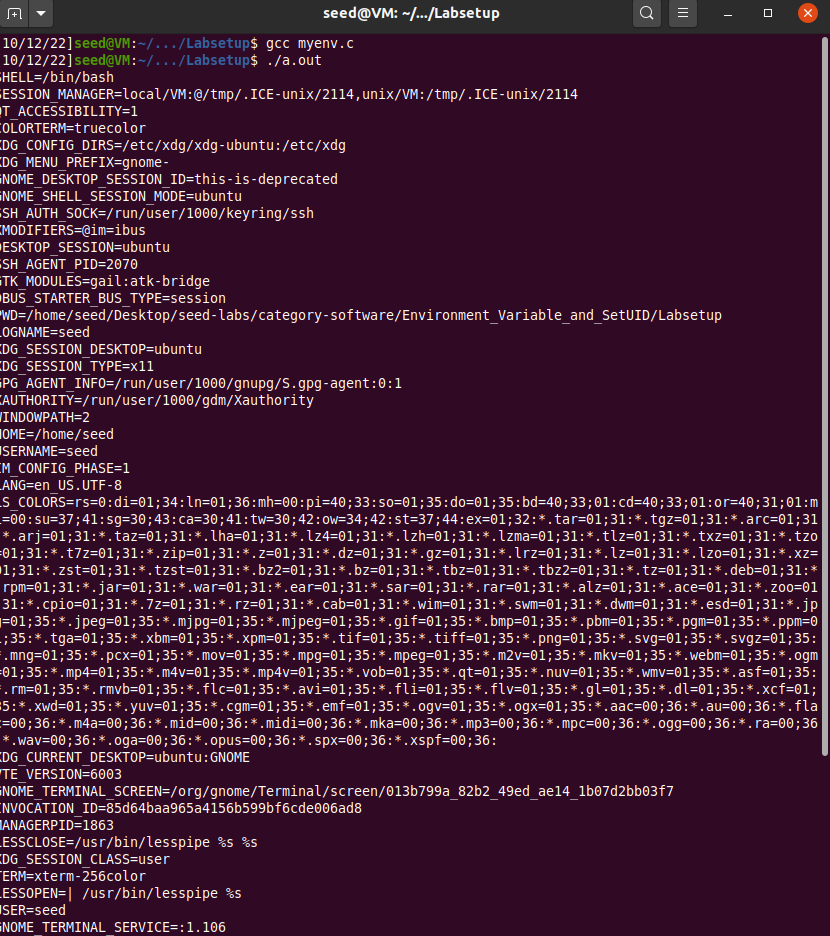 seed@VM: ~/.../Labsetup
10/12/22]seed@VM:~/.../Labsetup$ gcc myenv.c
10/12/22]seed@VM:~/.../Labsetup$ ./a.out
SHELL=/bin/bash
SESSION_MANAGER=local/VM:@/tmp/.ICE-unix/2114,unix/VM:/tmp/.ICE-unix/2114
QT_ACCESSIBILITY=1
COLORTERM=truecolor
XDG_CONFIG_DIRS=/etc/xdg/xdg-ubuntu:/etc/xdg
XDG_MENU_PREFIX=gnome-
GNOME_DESKTOP_SESSION_ID=this-is-deprecated
GNOME_SHELL_SESSION_MODE=ubuntu
SSH_AUTH_SOCK=/run/user/1000/keyring/ssh
XMODIFIERS=@im=ibus
DESKTOP_SESSION=ubuntu
SSH_AGENT_PID=2070
GTK_MODULES=gail:atk-bridge
DBUS_STARTER_BUS_TYPE=session
PWD=/home/seed/Desktop/seed-labs/category-software/Environment_Variable_and_SetUID/Labsetup
LOGNAME=seed
XDG_SESSION_DESKTOP=ubuntu
XDG_SESSION_TYPE=x11
GPG_AGENT_INFO=/run/user/1000/gnupg/S.gpg-agent:0:1
XAUTHORITY=/run/user/1000/gdm/Xauthority
WINDOWPATH=2
HOME=/home/seed
USERNAME=seed
IM_CONFIG_PHASE=1
LANG=en_US.UTF-8
LS_COLORS=rs=0:di=01;34:ln=01;36:mh=00:pi=40;33:so=01;35:do=01;35:bd=40;33;01:cd=40;33;01:or=40;31;01:m
i=00:su=37;41:sg=30;43:ca=30;41:tw=30;42:ow=34;42:st=37;44:ex=01;32:*.tar=01;31:*.tgz=01;31:*.arc=01;31
:*.arj=01;31:*.taz=01;31:*.lha=01;31:*.lz4=01;31:*.lzh=01;31:*.lzma=01;31:*.tlz=01;31:*.txz=01;31:*.tzo
=01;31:*.t7z=01;31:*.zip=01;31:*.z=01;31:*.dz=01;31:*.gz=01;31:*.lrz=01;31:*.lz=01;31:*.lzo=01;31:*.xz=
01;31:*.zst=01;31:*.tzst=01;31:*.bz2=01;31:*.bz=01;31:*.tbz=01;31:*.tbz2=01;31:*.tz=01;31:*.deb=01;31:*
.rpm=01;31:*.jar=01;31:*.war=01;31:*.ear=01;31:*.sar=01;31:*.rar=01;31:*.alz=01;31:*.ace=01;31:*.zoo=01
;31:*.cpio=01;31:*.7z=01;31:*.rz=01;31:*.cab=01;31:*.wim=01;31:*.swm=01;31:*.dwm=01;31:*.esd=01;31:*.jp
g=01;35:*.jpeg=01;35:*.mjpg=01;35:*.mjpeg=01;35:*.gif=01;35:*.bmp=01;35:*.pbm=01;35:*.pgm=01;35:*.ppm=0
1;35:*.tga=01;35:*.xbm=01;35:*.xpm=01;35:*.tif=01;35:*.tiff=01;35:*.png=01;35:*.svg=01;35:*.svgz=01;35:
*.mng=01;35:*.pcx=01;35:*.mov=01;35:*.mpg=01;35:*.mpeg=01;35:*.m2v=01;35:*.mkv=01;35:*.webm=01;35:*.ogm
=01;35:*.mp4=01;35:*.m4v=01;35:*.mp4v=01;35:*.vob=01;35:*.qt=01;35:*.nuv=01;35:*.wmv=01;35:*.asf=01;35:
*.rm=01;35:*.rmvb=01;35:*.flc=01;35:*.avi=01;35:*.fli=01;35:*.flv=01;35:*.gl=01;35:*.dl=01;35:*.xcf=01;
35:*.xwd=01;35:*.yuv=01;35:*.cgm=01;35:*.emf=01;35:*.ogv=01;35:*.ogx=01;35:*.aac=00;36:*.au=00;36:*.fla
c=00;36:*.m4a=00;36:*.mid=00;36:*.midi=00;36:*.mka=00;36:*.mp3=00;36:*.mpc=00;36:*.ogg=00;36:*.ra=00;36
:*.wav=00;36:*.oga=00;36:*.opus=00;36:*.spx=00;36:*.xspf=00;36:
XDG_CURRENT_DESKTOP=ubuntu:GNOME
VTE_VERSION=6003
GNOME_TERMINAL_SCREEN=/org/gnome/Terminal/screen/013b799a_82b2_49ed_ae14_1b07d2bb03f7
INVOCATION_ID=85d64baa965a4156b599bf6cde006ad8
MANAGERPID=1863
LESSCLOSE=/usr/bin/lesspipe %s %s
XDG_SESSION_CLASS=user
TERM=xterm-256color
LESSOPEN=| /usr/bin/lesspipe %s
USER=seed
GNOME_TERMINAL_SERVICE=:1.106